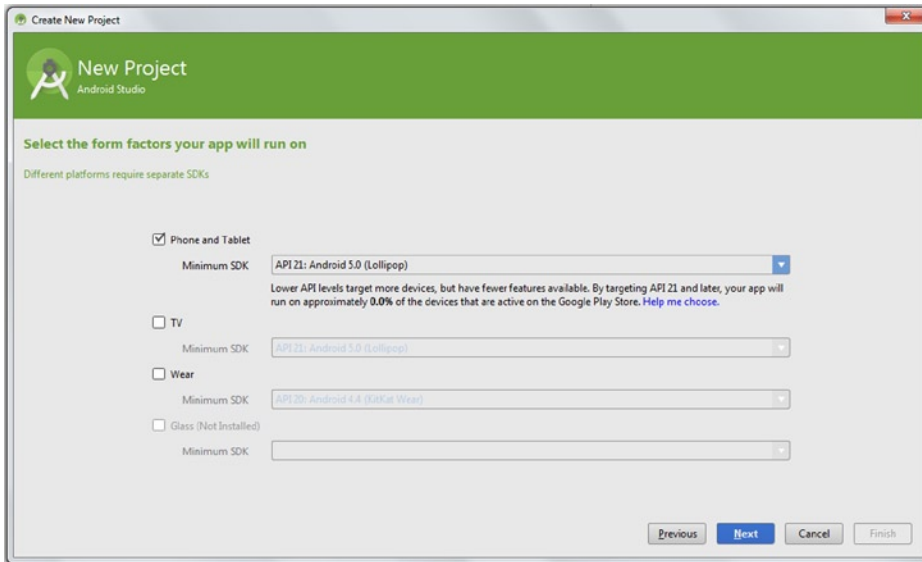 Create New Project
New Project
Android Studio
Select the form factors your app will run on
Different platforms require separate SDKs
Phone and Tablet
Minimum SDK API 21: Android 5.0 (Lollipop)
Lower API levels target more devices, but have fewer features available. By targeting API 21 and later, your app will
run on approximately 0.0% of the devices that are active on the Google Play Store. Help me choose.
TV
Minimum SDK API 21: Android 5.0 (Lollipop)
Wear
Minimum SDK API 20: Android 4.4 (KitKat Wear)
Glass (Not Installed)
Minimum SDK
Previous Next Cancel Finish